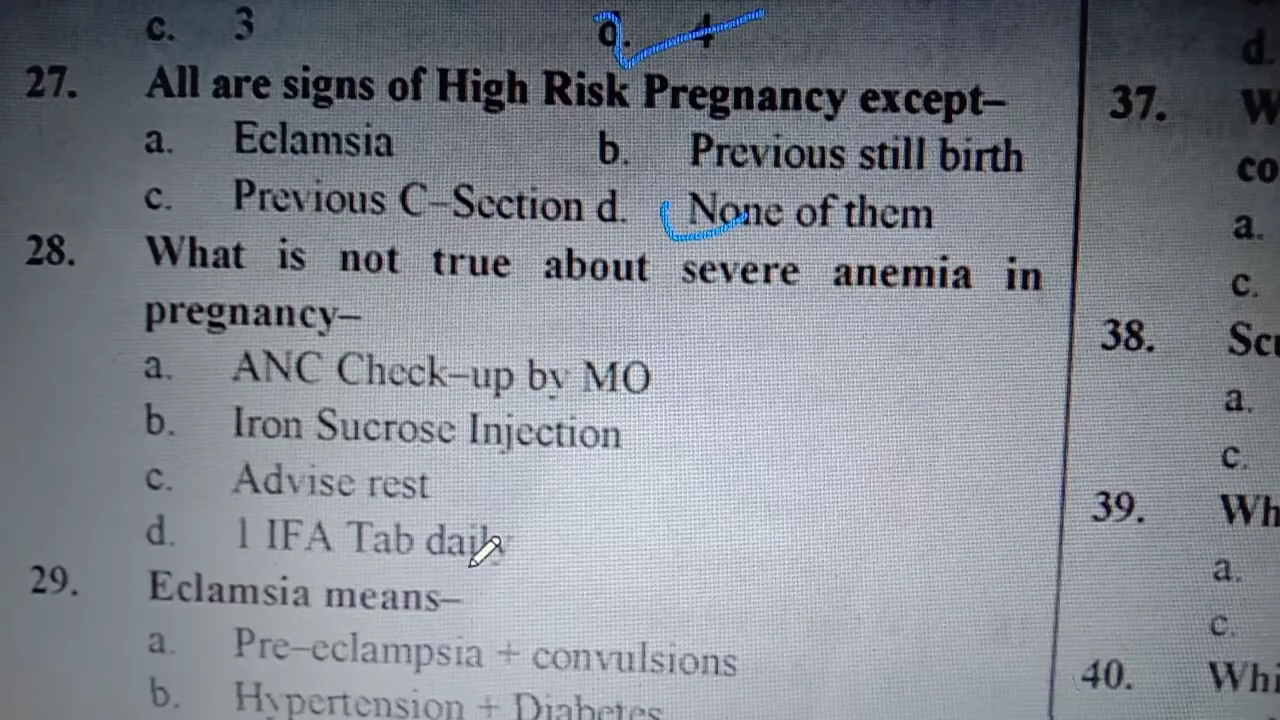 c. 3 d. 4
27. All are signs of High Risk Pregnancy except–
a. Eclamsia b. Previous still birth
c. Previous C–Section d. None of them
28. What is not true about severe anemia in
pregnancy–
a. ANC Check–up by MO
b. Iron Sucrose Injection
c. Advise rest
d. 1 IFA Tab daily
29. Eclamsia means–
a. Pre–eclampsia + convulsions
b. Hypertension + Diabetes
d.
37. W
co
a.
c.
38. Scu
a.
c.
39. Wh
a.
c.
40. Whi